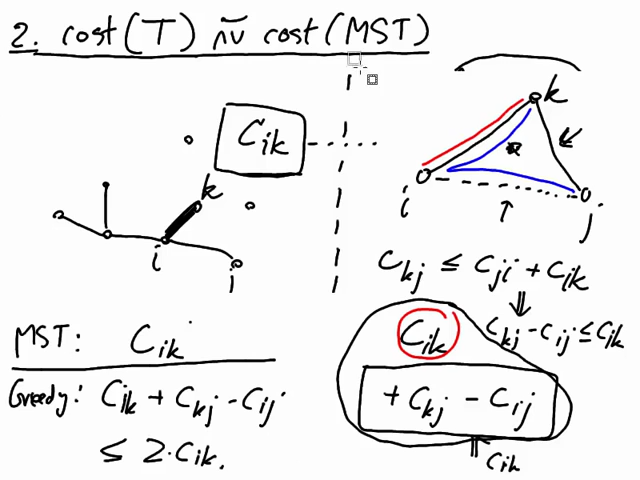 2. cost(T) ñv cost(MST)
C_ik
k
i
j
k
i
j
C_kj ≤ C_ji + C_ik
⇓
C_kj - C_ij ≤ C_ik
MST: C_ik
Greedy: C_ik + C_kj - C_ij
≤ 2·C_ik.
C_ik
+ C_kj - C_ij
C_ik